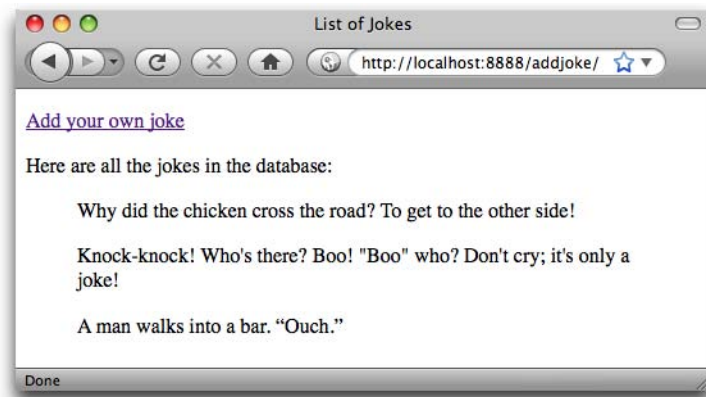 List of Jokes
http://localhost:8888/addjoke/
Add your own joke
Here are all the jokes in the database:
Why did the chicken cross the road? To get to the other side!
Knock-knock! Who's there? Boo! "Boo" who? Don't cry; it's only a
joke!
A man walks into a bar. “Ouch.”
Done